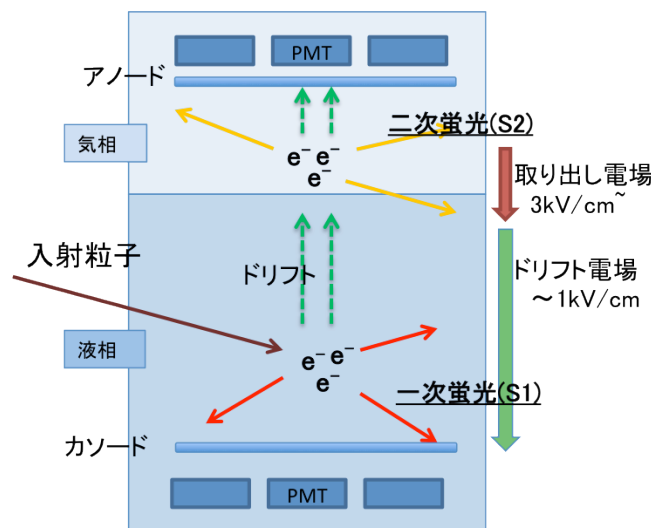 PMT
アノード
二次蛍光(S2)
気相
e⁻ e⁻
e⁻
取り出し電場
3kV/cm~
入射粒子
ドリフト
ドリフト電場
～1kV/cm
液相
e⁻ e⁻
e⁻
一次蛍光(S1)
カソード
PMT